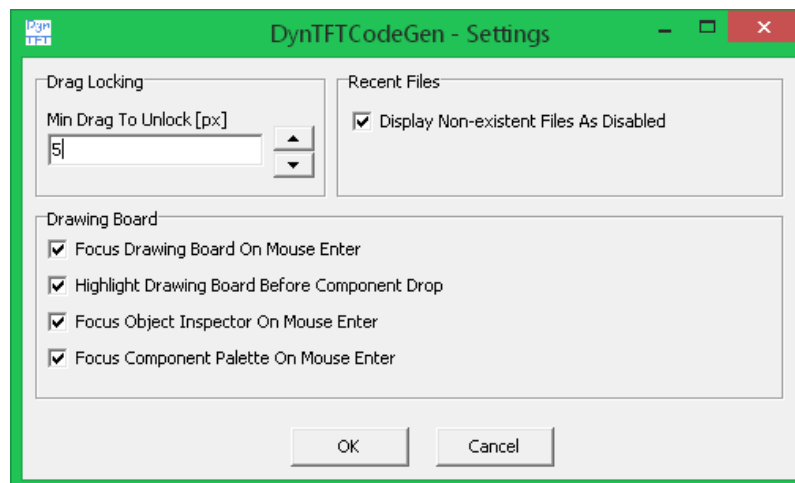 Dyn
TFT
DynTFTCodeGen - Settings
Drag Locking
Min Drag To Unlock [px]
5
Recent Files
Display Non-existent Files As Disabled
Drawing Board
Focus Drawing Board On Mouse Enter
Highlight Drawing Board Before Component Drop
Focus Object Inspector On Mouse Enter
Focus Component Palette On Mouse Enter
OK
Cancel